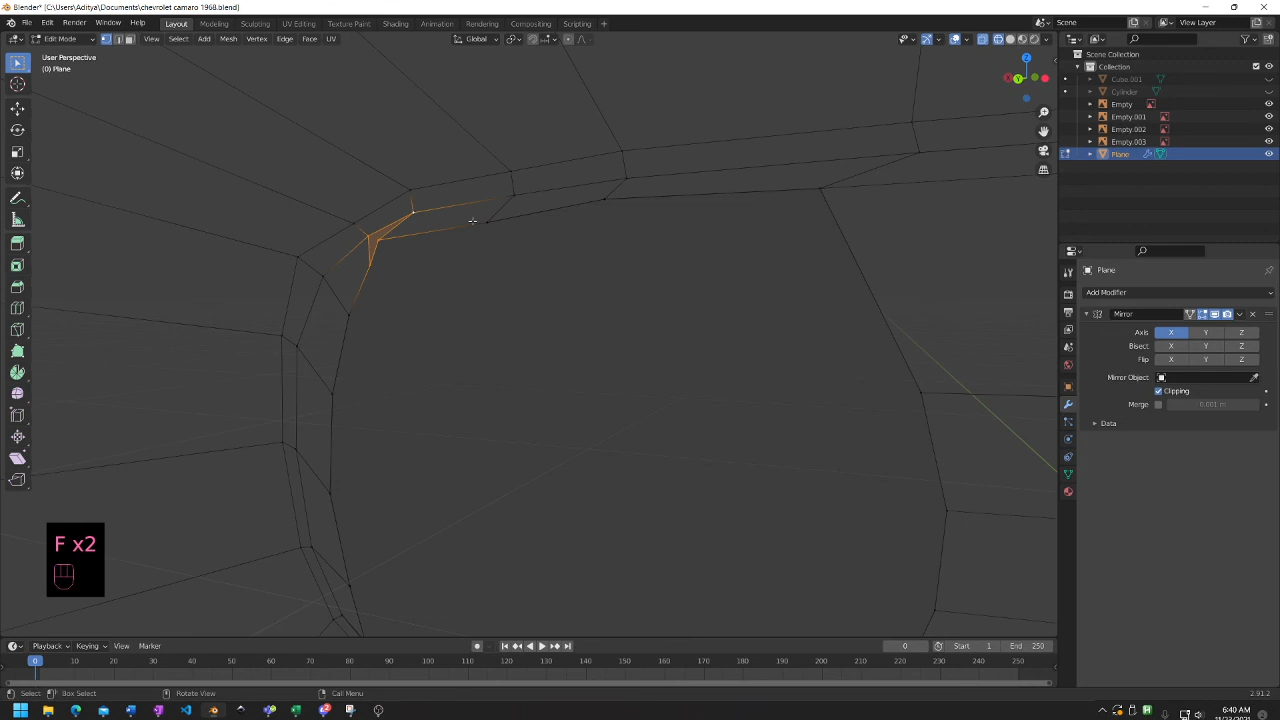 Blender* [C:\Users\Aditya\Documents\chevrolet camaro 1968.blend]
File Edit Render Window Help Layout Modeling Sculpting UV Editing Texture Paint Shading Animation Rendering Compositing Scripting + Scene View Layer
Edit Mode View Select Add Mesh Vertex Edge Face UV Global
User Perspective
(0) Plane
Z
X
Y
Scene Collection
Collection
Cube.001
Cylinder
Empty
Empty.001
Empty.002
Empty.003
Plane
Plane
Add Modifier
Mirror
Axis X Y Z
Bisect X Y Z
Flip X Y Z
Mirror Object
Clipping
Merge 0.001 m
Data
F x2
Playback Keying View Marker 0 Start 1 End 250
0 10 20 30 40 50 60 70 80 90 100 110 120 130 140 150 160 170 180 190 200 210 220 230 240 250
Select Box Select Rotate View Call Menu 2.91.2
6:40 AM
11/23/2021